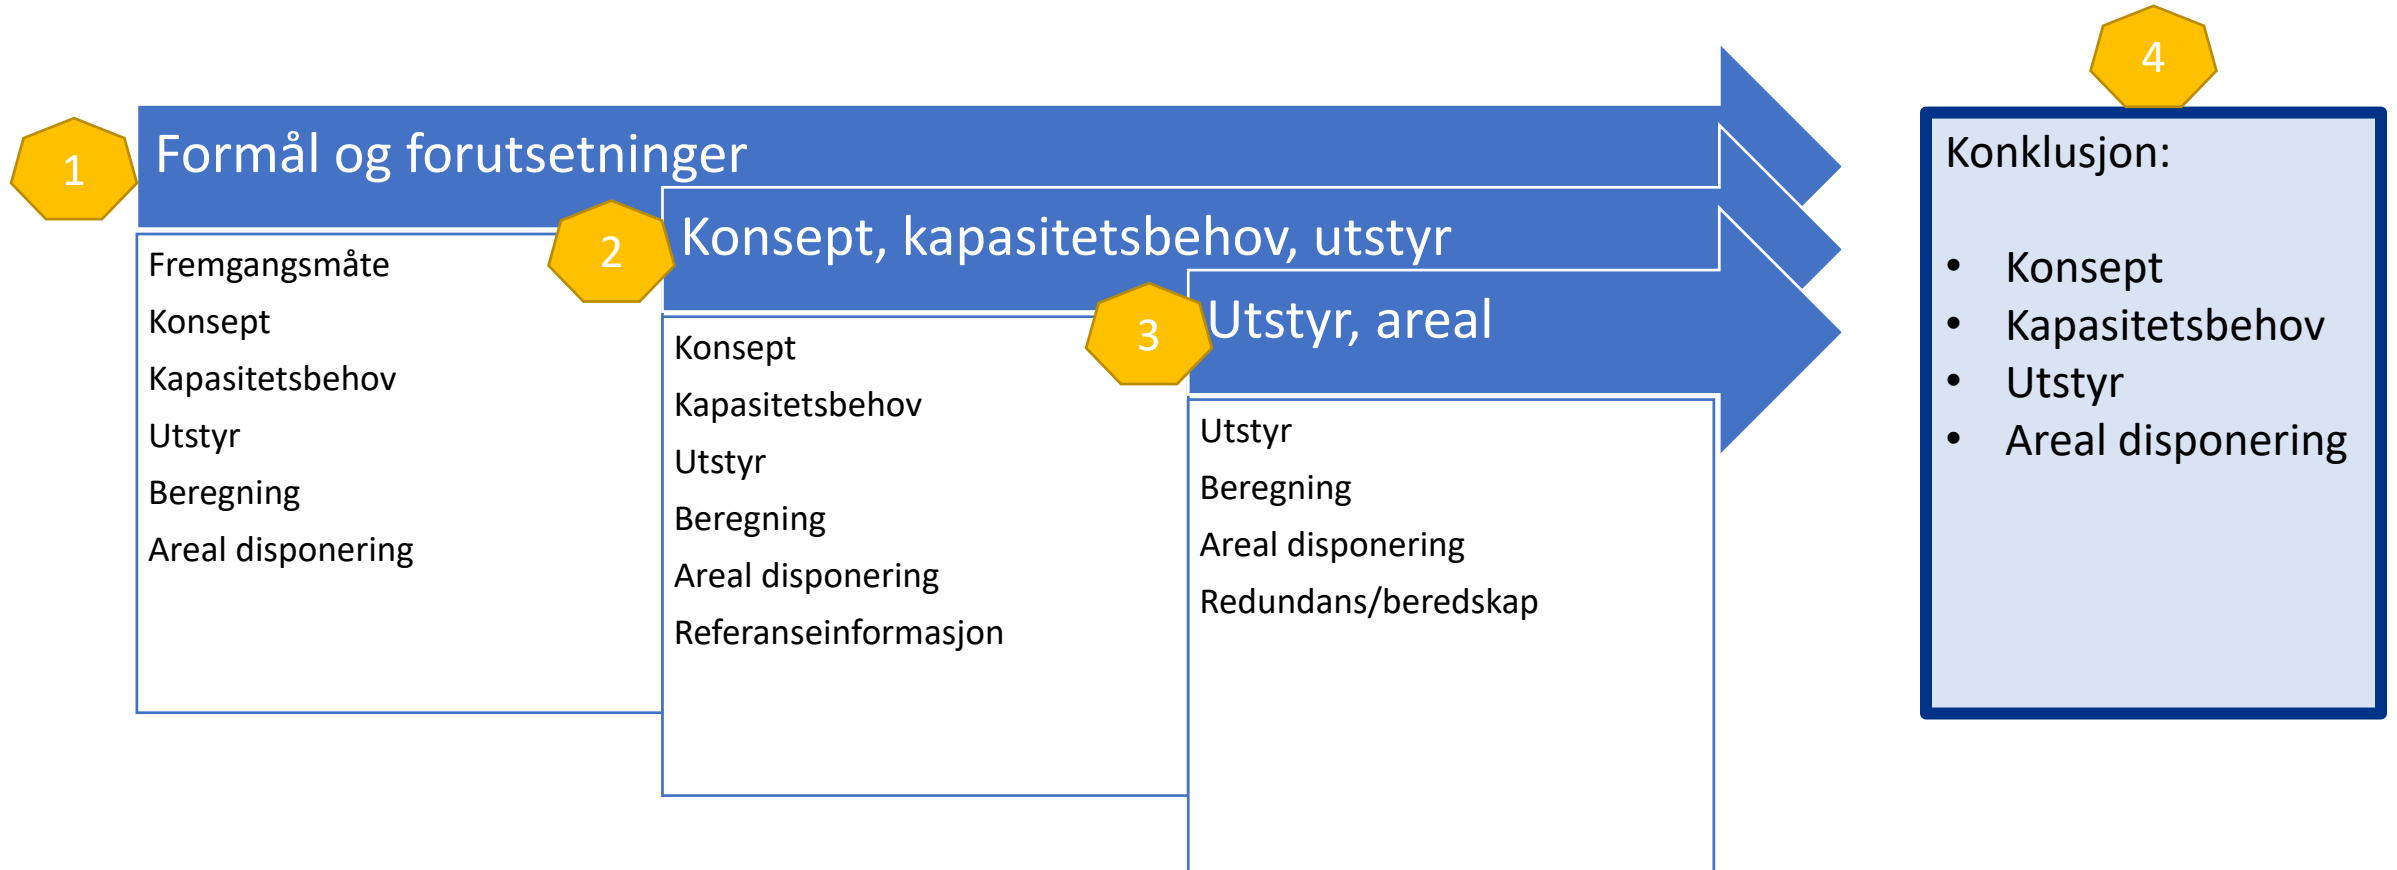 1
Formål og forutsetninger
Fremgangsmåte
Konsept
Kapasitetsbehov
Utstyr
Beregning
Areal disponering
2
Konsept, kapasitetsbehov, utstyr
Konsept
Kapasitetsbehov
Utstyr
Beregning
Areal disponering
Referanseinformasjon
3
Utstyr, areal
Utstyr
Beregning
Areal disponering
Redundans/beredskap
4
Konklusjon:
• Konsept
• Kapasitetsbehov
• Utstyr
• Areal disponering